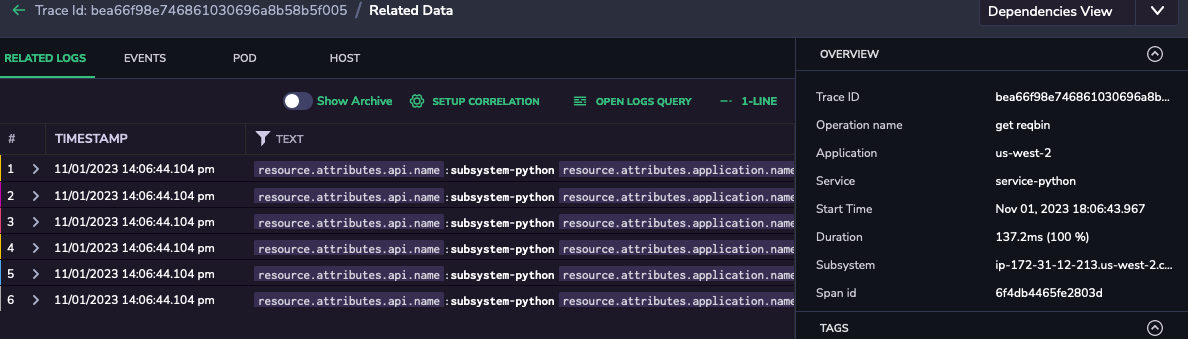 Trace Id: bea66f98e746861030696a8b58b5f005 / Related Data
Dependencies View
RELATED LOGS EVENTS POD HOST
Show Archive SETUP CORRELATION OPEN LOGS QUERY 1-LINE
# TIMESTAMP TEXT
1 11/01/2023 14:06:44.104 pm resource.attributes.api.name:subsystem-python resource.attributes.application.name
2 11/01/2023 14:06:44.104 pm resource.attributes.api.name:subsystem-python resource.attributes.application.name
3 11/01/2023 14:06:44.104 pm resource.attributes.api.name:subsystem-python resource.attributes.application.name
4 11/01/2023 14:06:44.104 pm resource.attributes.api.name:subsystem-python resource.attributes.application.name
5 11/01/2023 14:06:44.104 pm resource.attributes.api.name:subsystem-python resource.attributes.application.name
6 11/01/2023 14:06:44.104 pm resource.attributes.api.name:subsystem-python resource.attributes.application.name
OVERVIEW
Trace ID bea66f98e746861030696a8b...
Operation name get reqbin
Application us-west-2
Service service-python
Start Time Nov 01, 2023 18:06:43.967
Duration 137.2ms (100 %)
Subsystem ip-172-31-12-213.us-west-2.c...
Span id 6f4db4465fe2803d
TAGS